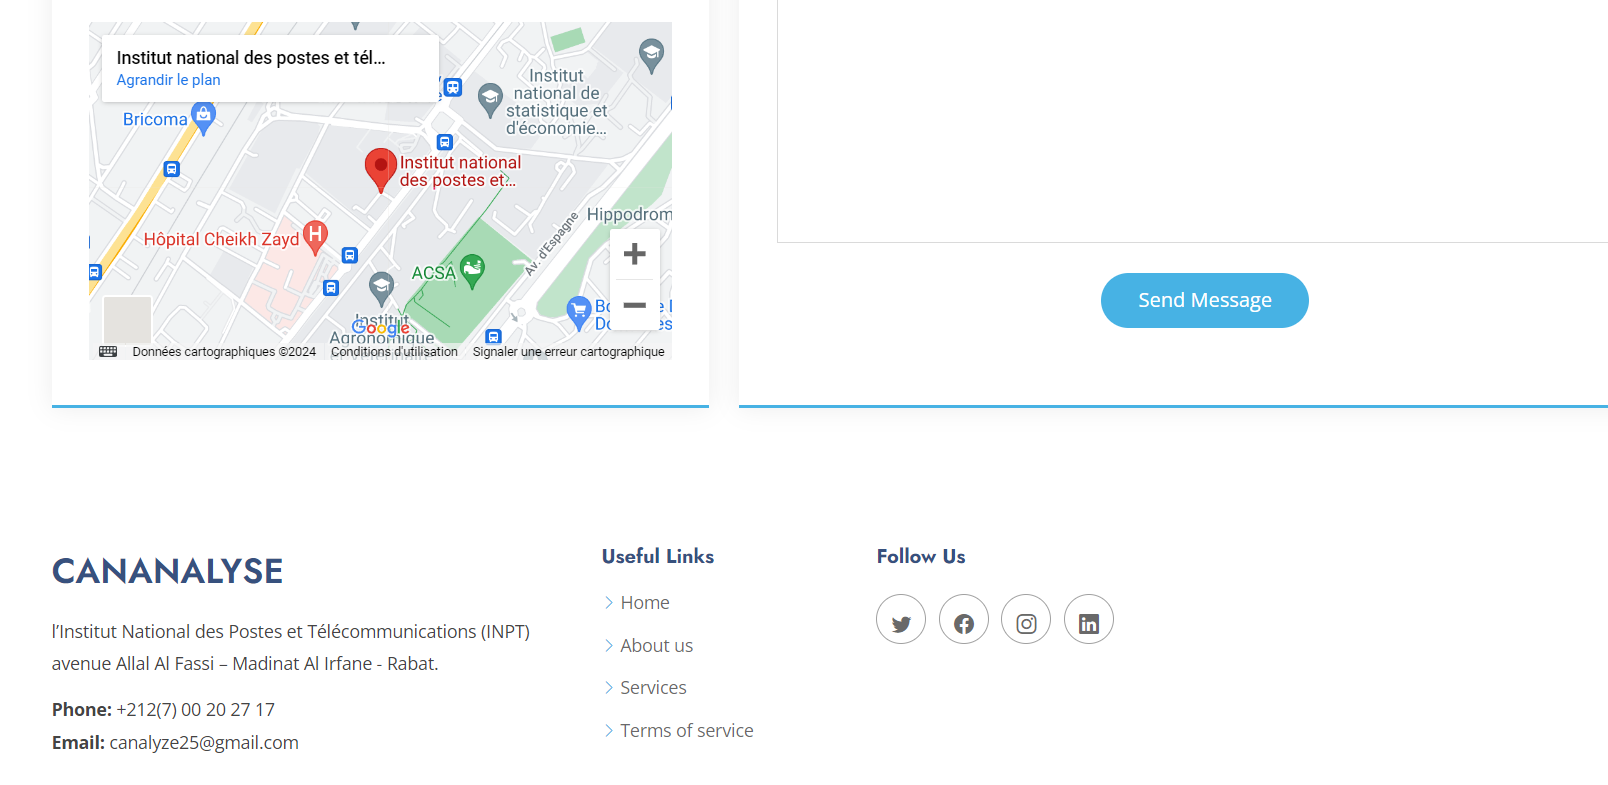 Institut national des postes et tél...
Agrandir le plan
Bricoma
Institut
national de
statistique et
d'économie...
Institut national
des postes et...
Hippodrom
Hôpital Cheikh Zayd
H
ACSA
Av. d'Espagne
Institut
Agronomique
Google
Données cartographiques ©2024
Conditions d'utilisation
Signaler une erreur cartographique
Send Message
CANANALYSE
l'Institut National des Postes et Télécommunications (INPT)
avenue Allal Al Fassi – Madinat Al Irfane - Rabat.
Phone: +212(7) 00 20 27 17
Email: canalyze25@gmail.com
Useful Links
Home
About us
Services
Terms of service
Follow Us